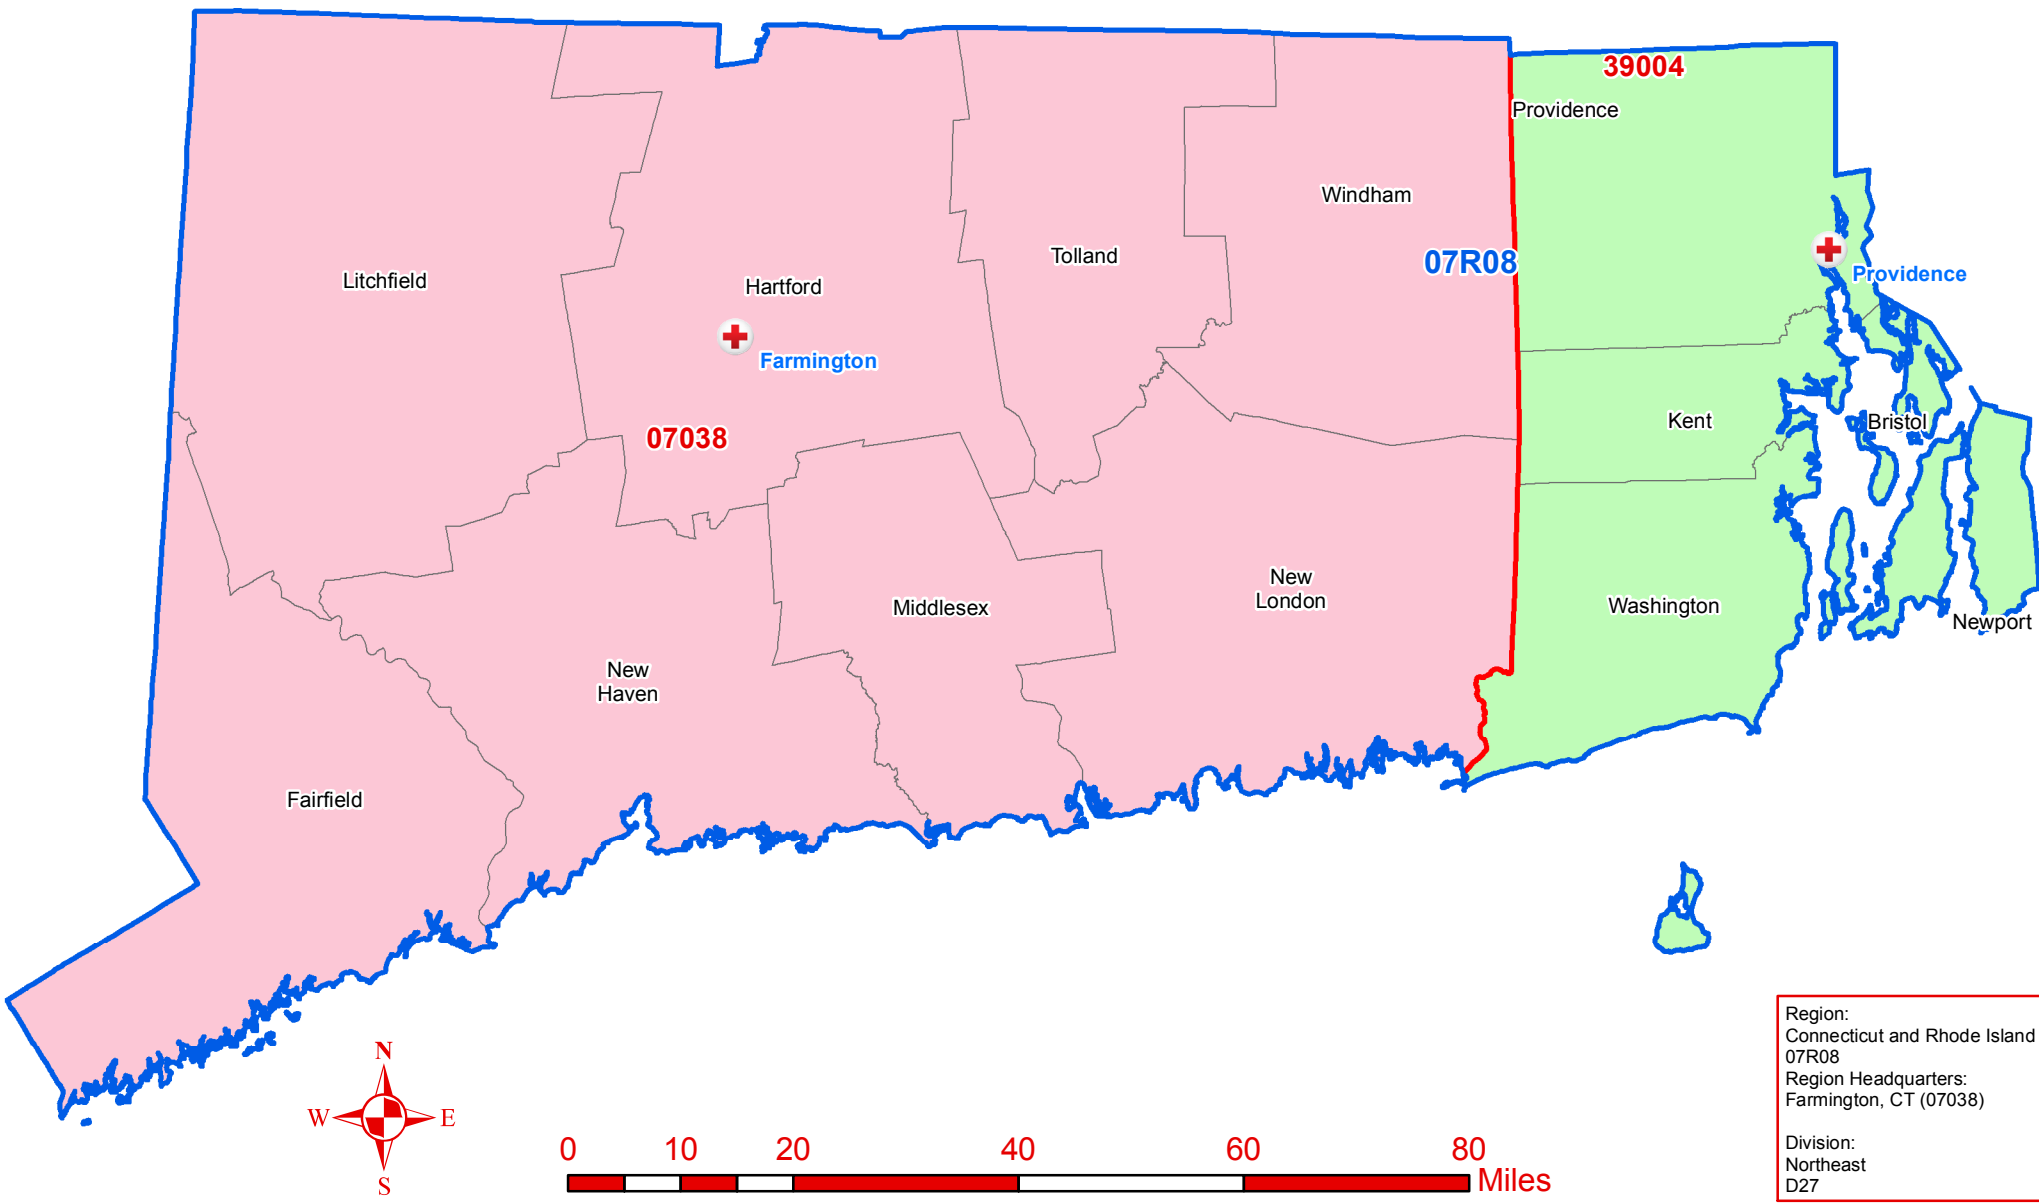 39004
Providence
Windham
Tolland
07R08
Litchfield
Hartford
Providence
Farmington
Kent
Bristol
07038
New
London
Middlesex
Washington
Newport
New
Haven
Fairfield
N
W
E
S
0 10 20 40 60 80
Miles
Region:
Connecticut and Rhode Island
07R08
Region Headquarters:
Farmington, CT (07038)
Division:
Northeast
D27